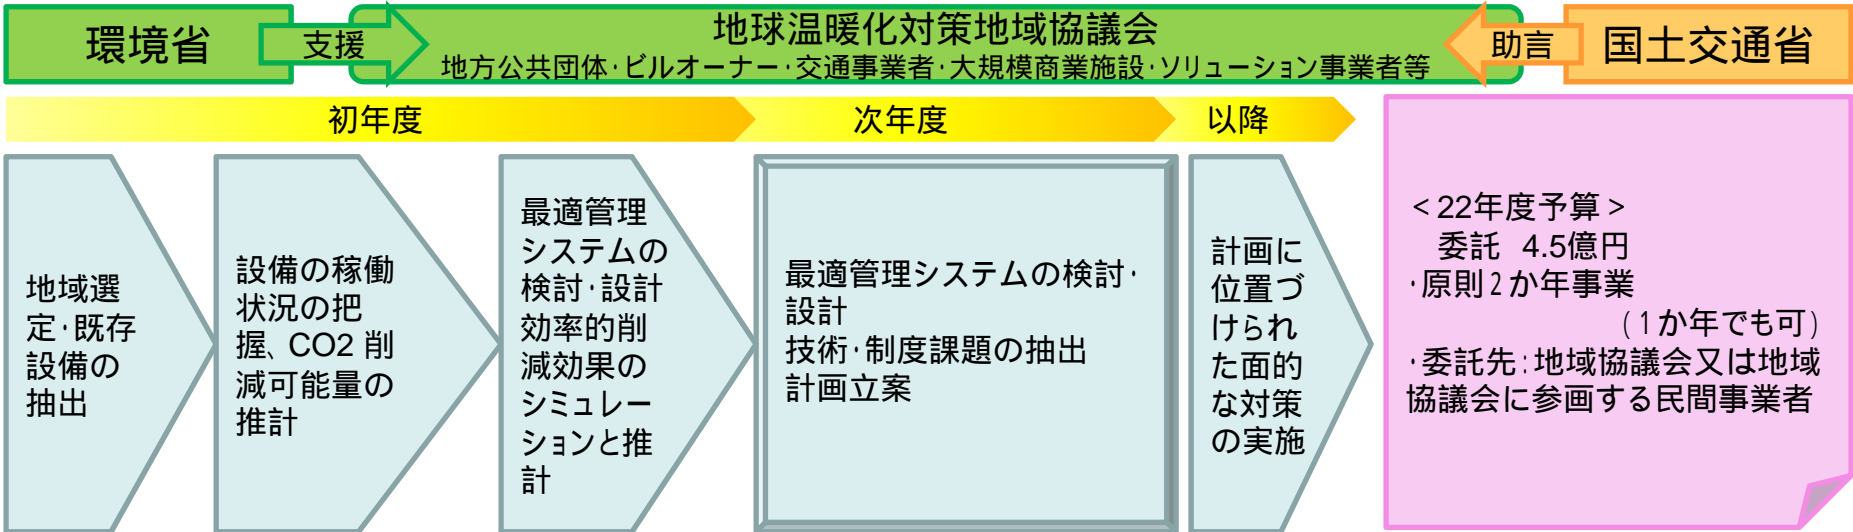 環境省
支援
地球温暖化対策地域協議会
地方公共団体・ビルオーナー・交通事業者・大規模商業施設・ソリューション事業者等
助言
国土交通省
初年度
次年度
以降
地域選
定・既存
設備の
抽出
設備の稼働
状況の把
握、CO2 削
減可能量の
推計
最適管理
システムの
検討・設計
効率的削
減効果の
シミュレー
ションと推
計
最適管理システムの検討・
設計
技術・制度課題の抽出
計画立案
計画に
位置づ
けられ
た面的
な対策
の実施
＜22年度予算＞
委託 4.5億円
・原則２か年事業
（１か年でも可）
・委託先：地域協議会又は地域
協議会に参画する民間事業者